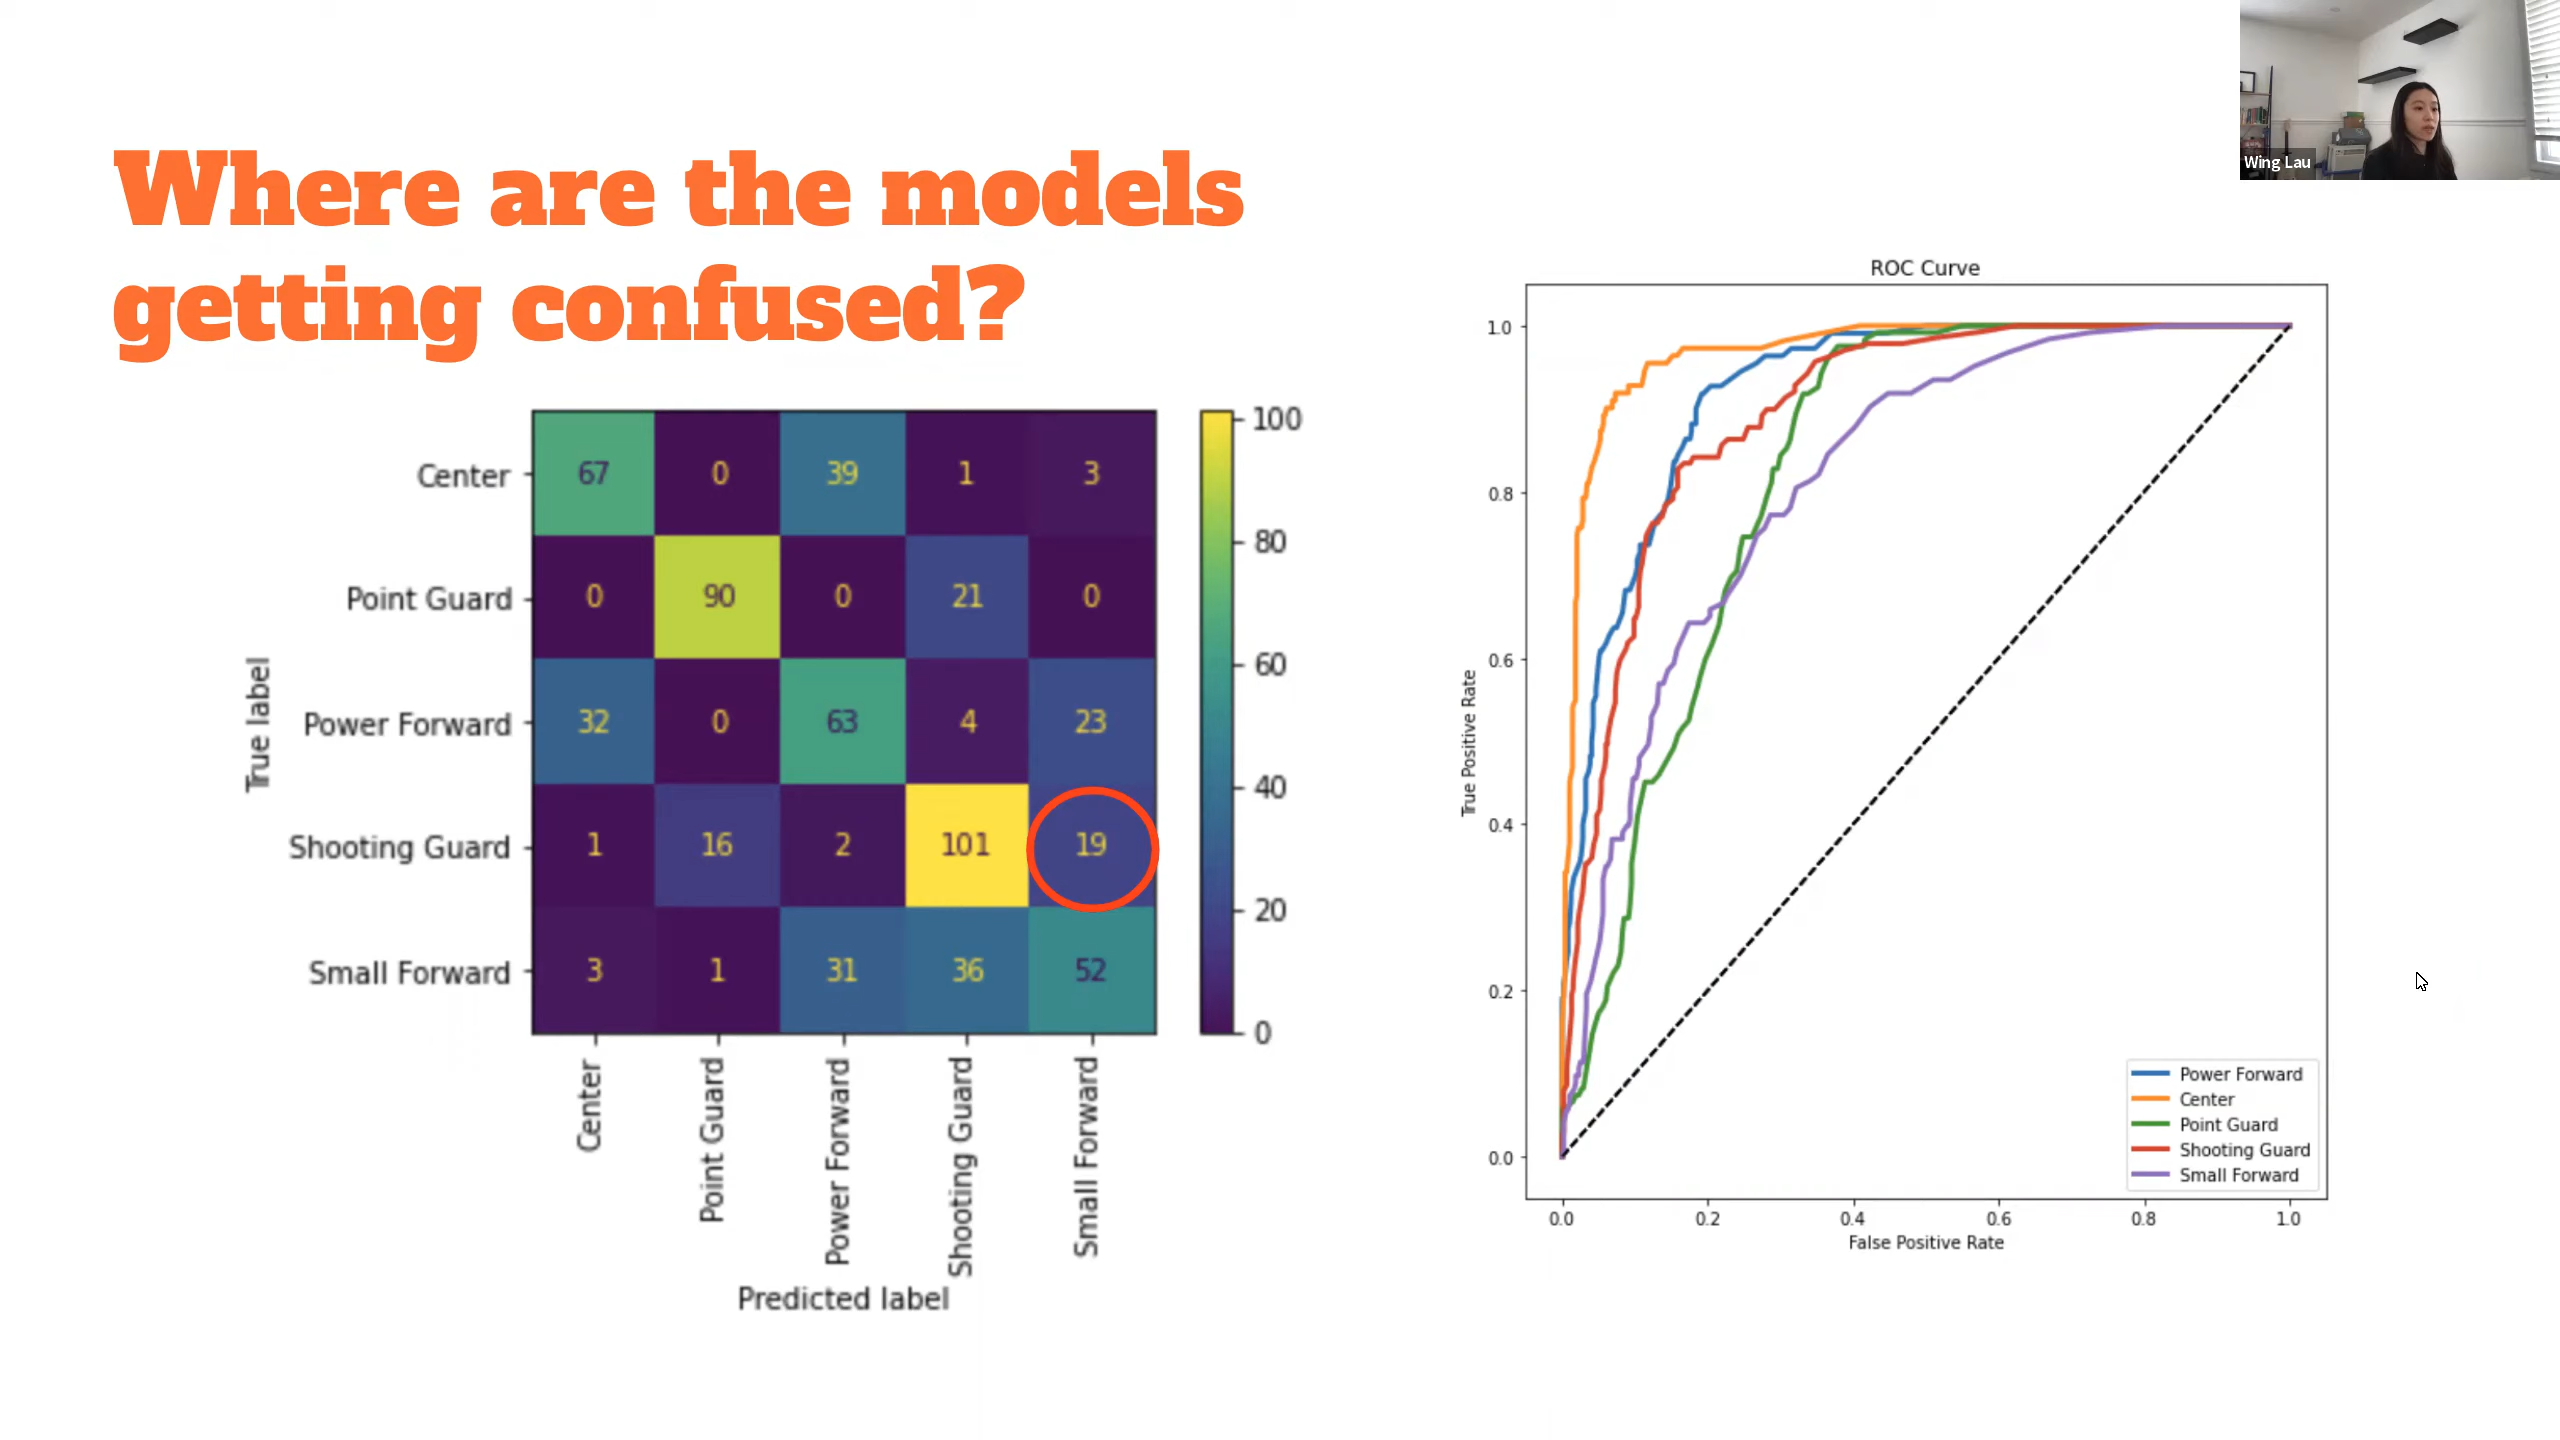 Wing Lau
Where are the models
getting confused?
True label
Center 67 0 39 1 3
Point Guard 0 90 0 21 0
Power Forward 32 0 63 4 23
Shooting Guard 1 16 2 101 19
Small Forward 3 1 31 36 52
Center
Point Guard
Power Forward
Shooting Guard
Small Forward
Predicted label
100
80
60
40
20
0
ROC Curve
True Positive Rate
1.0
0.8
0.6
0.4
0.2
0.0
0.0 0.2 0.4 0.6 0.8 1.0
False Positive Rate
Power Forward
Center
Point Guard
Shooting Guard
Small Forward